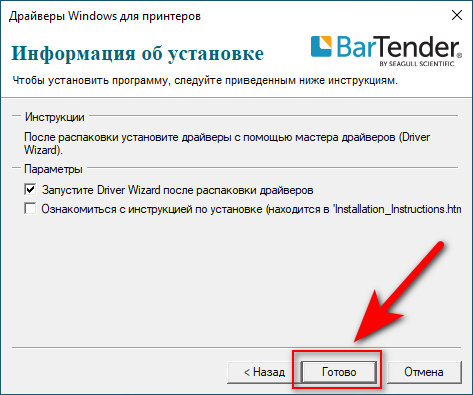 Драйверы Windows для принтеров
Информация об установке
BarTender®
BY SEAGULL SCIENTIFIC
Чтобы установить программу, следуйте приведенным ниже инструкциям.
Инструкции
После распаковки установите драйверы с помощью мастера драйверов (Driver
Wizard).
Параметры
Запустите Driver Wizard после распаковки драйверов
Ознакомиться с инструкцией по установке (находится в 'Installation_Instructions.htm
< Назад
Готово
Отмена